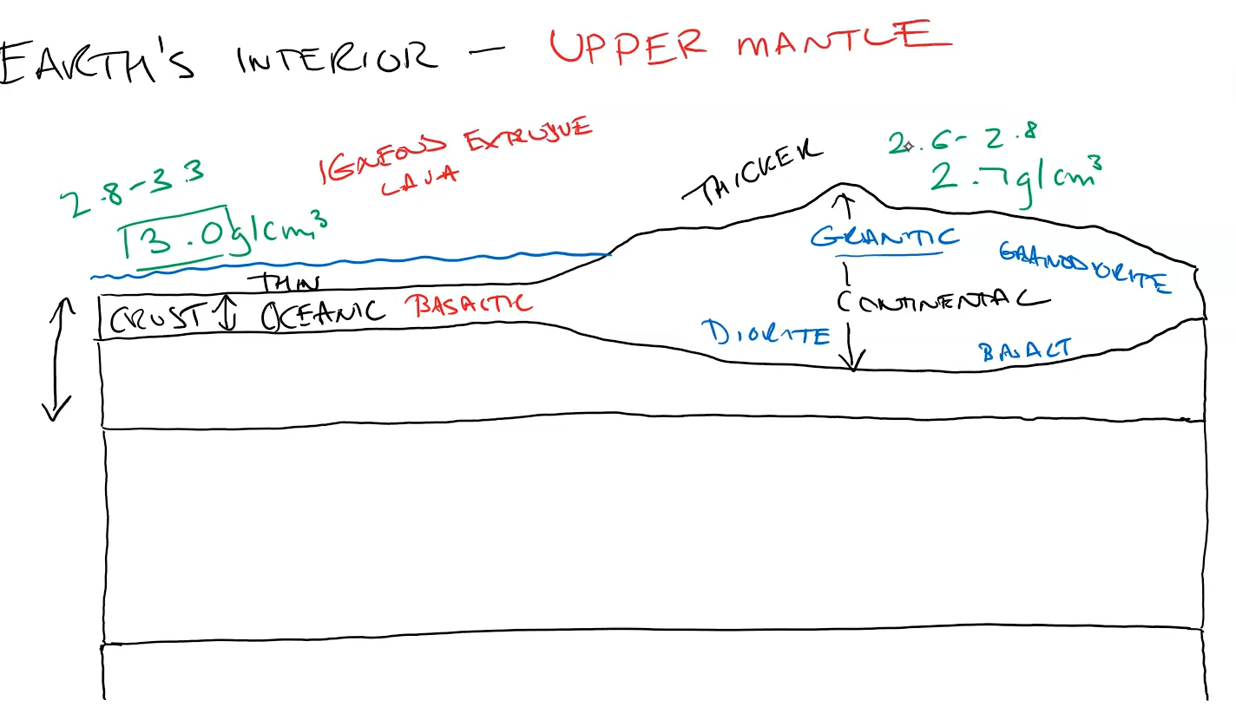 EARTH'S INTERIOR – UPPER MANTLE
IGNEOUS EXTRUSIVE
LAVA
2.8-3.3
3.0g/cm³
THICKER
2.6-2.8
2.7g/cm³
THIN
CRUST OCEANIC BASALTIC
GRANITIC
GRANODIORITE
CONTINENTAL
DIORITE
BASALT